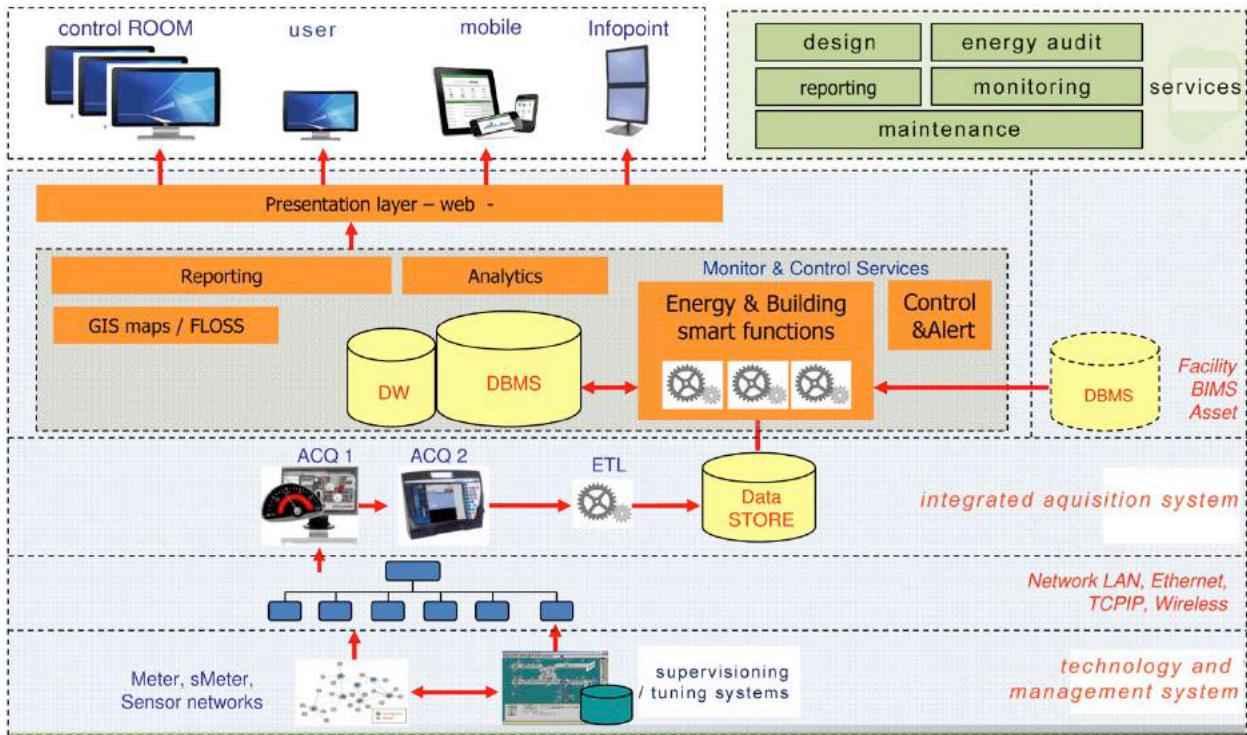 control ROOM
user
mobile
Infopoint
design
energy audit
reporting
monitoring
services
maintenance
Presentation layer – web -
Reporting
Analytics
Monitor & Control Services
GIS maps / FLOSS
Energy & Building
smart functions
Control
&Alert
DW
DBMS
DBMS
Facility
BIMS
Asset
ACQ 1
ACQ 2
ETL
Data
STORE
integrated aquisition system
Network LAN, Ethernet,
TCPIP, Wireless
Meter, sMeter,
Sensor networks
supervisioning
/ tuning systems
technology and
management system